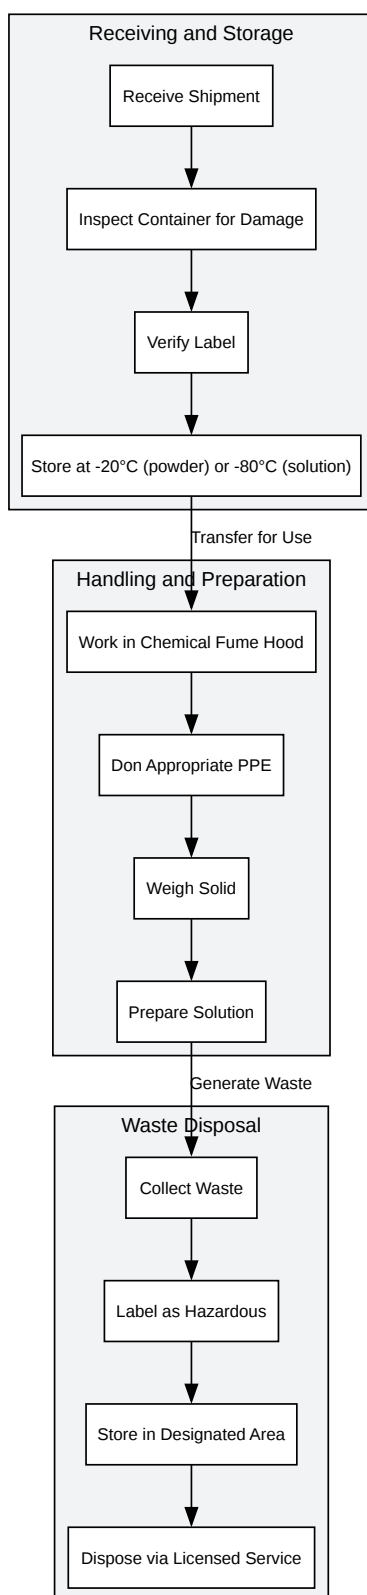 Receiving and Storage
Receive Shipment
Inspect Container for Damage
Verify Label
Store at -20°C (powder) or -80°C (solution)
Transfer for Use
Handling and Preparation
Work in Chemical Fume Hood
Don Appropriate PPE
Weigh Solid
Prepare Solution
Generate Waste
Waste Disposal
Collect Waste
Label as Hazardous
Store in Designated Area
Dispose via Licensed Service